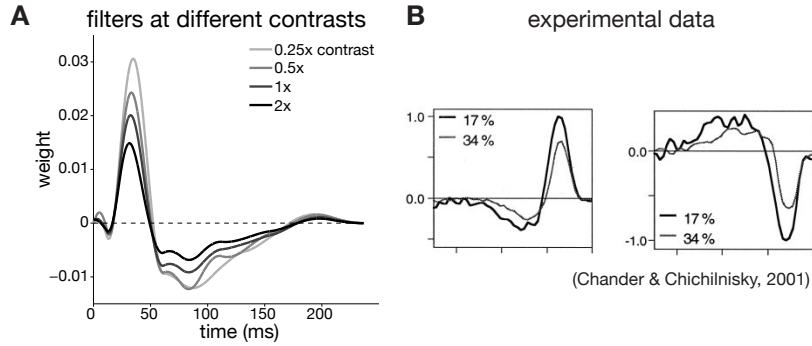 A filters at different contrasts
0.03
0.02
0.01
0
−0.01
weight
0.25x contrast
0.5x
1x
2x
0 50 100 150 200
time (ms)
B experimental data
1.0
0.0
17 %
34 %
0.0
-1.0
17 %
34 %
(Chander & Chichilnisky, 2001)